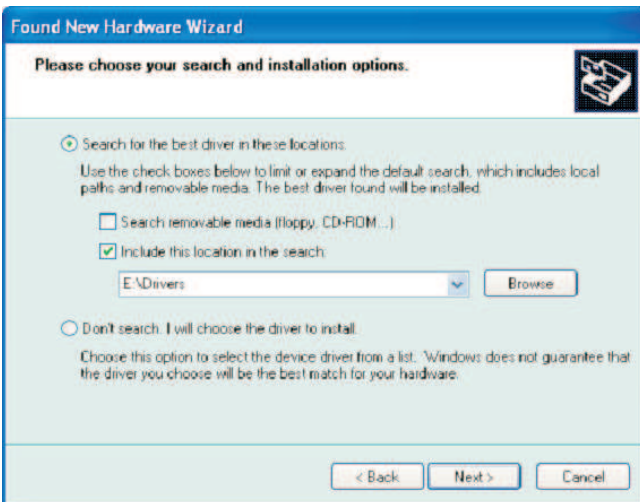 Found New Hardware Wizard
Please choose your search and installation options.
Search for the best driver in these locations.
Use the check boxes below to limit or expand the default search, which includes local
paths and removable media. The best driver found will be installed.
Search removable media (floppy, CD-ROM...)
Include this location in the search:
E:\Drivers
Browse
Don't search. I will choose the driver to install.
Choose this option to select the device driver from a list. Windows does not guarantee that
the driver you choose will be the best match for your hardware.
< Back
Next >
Cancel